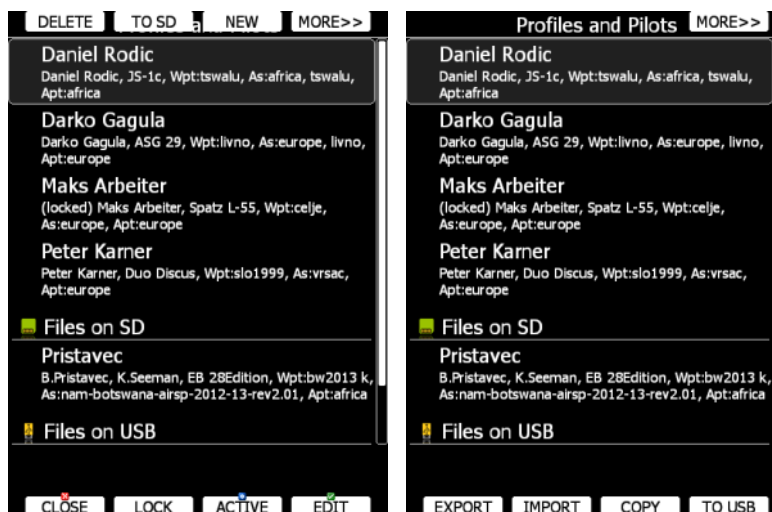 DELETE TO SD NEW MORE>>
Daniel Rodic
Daniel Rodic, JS-1c, Wpt:tswalu, As:africa, tswalu,
Apt:africa
Darko Gagula
Darko Gagula, ASG 29, Wpt:livno, As:europe, livno,
Apt:europe
Maks Arbeiter
(locked) Maks Arbeiter, Spatz L-55, Wpt:celje,
As:europe, Apt:europe
Peter Karner
Peter Karner, Duo Discus, Wpt:slo1999, As:vrsac,
Apt:europe
Files on SD
Pristavec
B.Pristavec, K.Seeman, EB 28Edition, Wpt:bw2013 k,
As:nam-botswana-airsp-2012-13-rev2.01, Apt:africa
Files on USB
CLOSE LOCK ACTIVE EDIT
Profiles and Pilots MORE>>
Daniel Rodic
Daniel Rodic, JS-1c, Wpt:tswalu, As:africa, tswalu,
Apt:africa
Darko Gagula
Darko Gagula, ASG 29, Wpt:livno, As:europe, livno,
Apt:europe
Maks Arbeiter
(locked) Maks Arbeiter, Spatz L-55, Wpt:celje,
As:europe, Apt:europe
Peter Karner
Peter Karner, Duo Discus, Wpt:slo1999, As:vrsac,
Apt:europe
Files on SD
Pristavec
B.Pristavec, K.Seeman, EB 28Edition, Wpt:bw2013 k,
As:nam-botswana-airsp-2012-13-rev2.01, Apt:africa
Files on USB
EXPORT IMPORT COPY TO USB